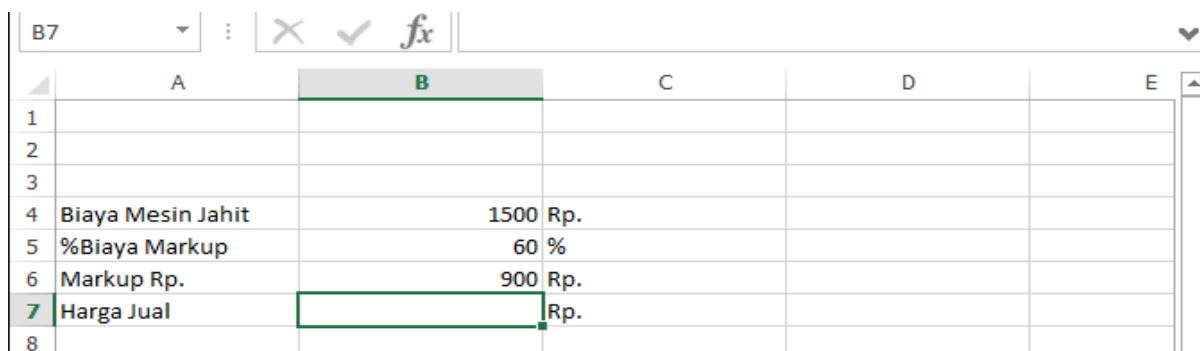 B7 fx
A B C D E
1
2
3
4 Biaya Mesin Jahit 1500 Rp.
5 %Biaya Markup 60 %
6 Markup Rp. 900 Rp.
7 Harga Jual Rp.
8